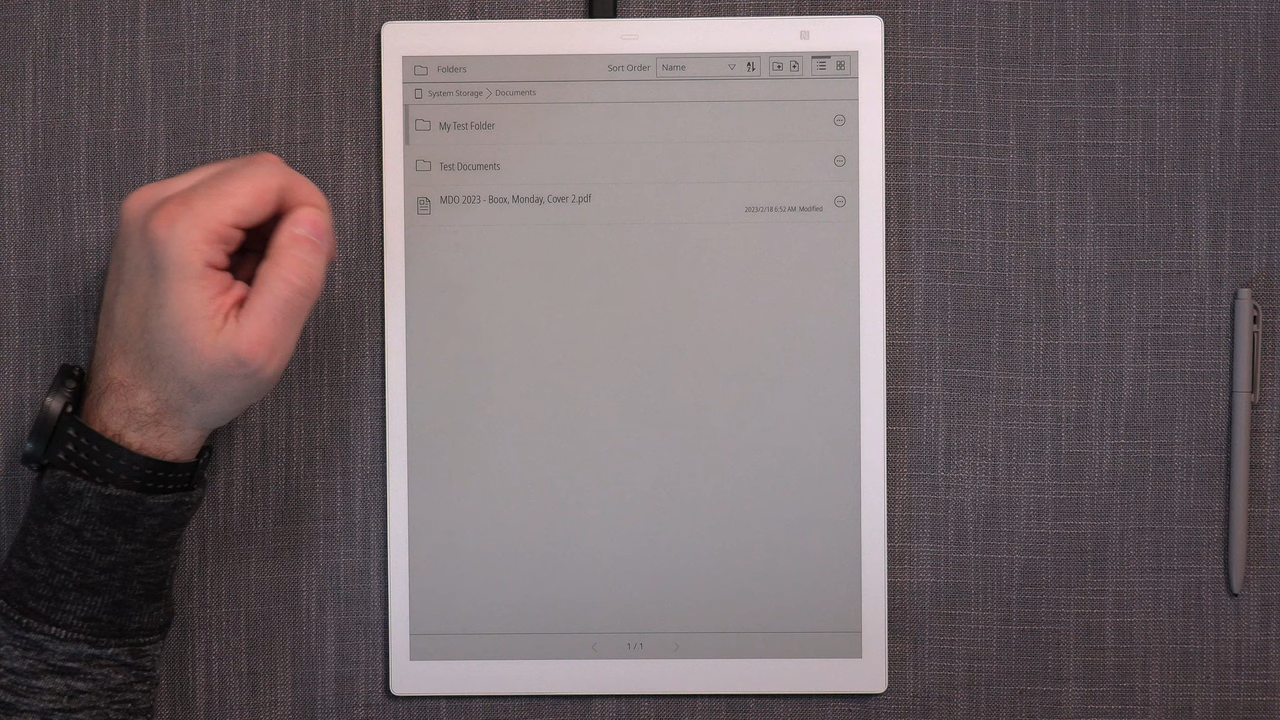 Folders Sort Order Name
System Storage Documents
My Test Folder
Test Documents
MDO 2023 - Boox, Monday, Cover 2.pdf
2023/2/18 6:52 AM Modified
1 / 1